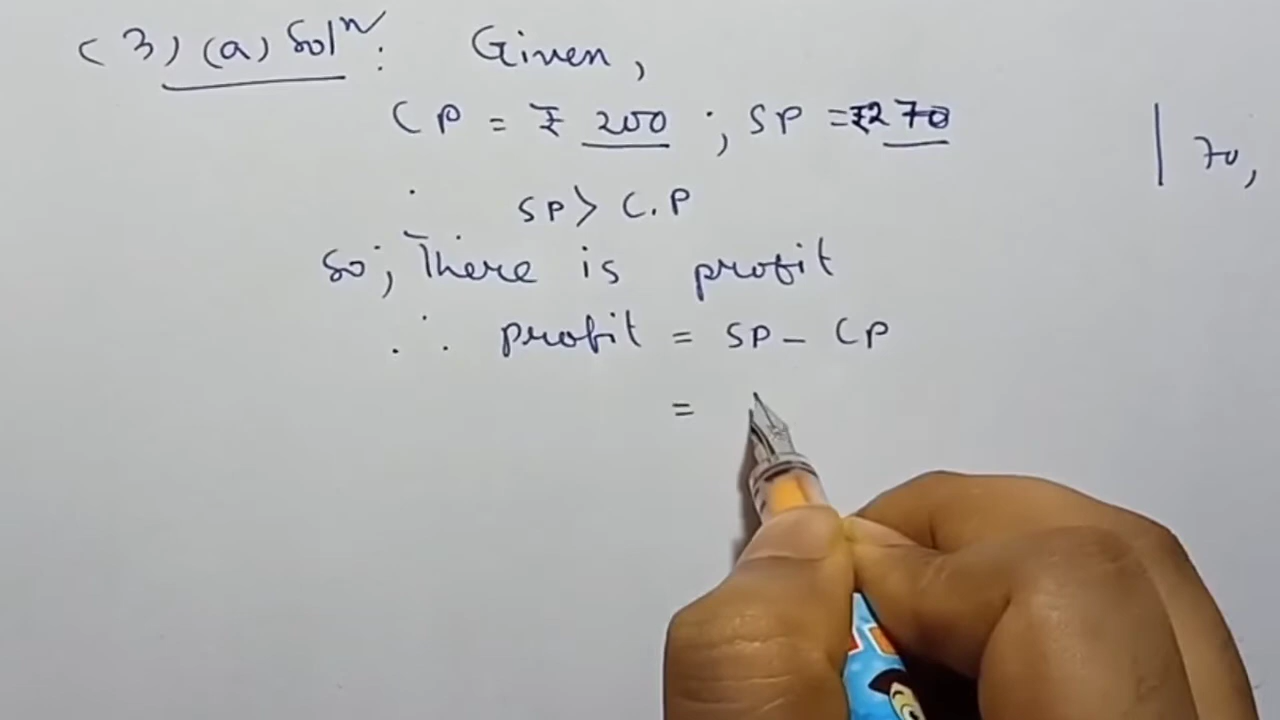 (3) (a) Solⁿ : Given,
CP = ₹ 200 ; SP = ₹270
70,
SP > C.P
So, There is profit
∴ profit = SP - CP
=